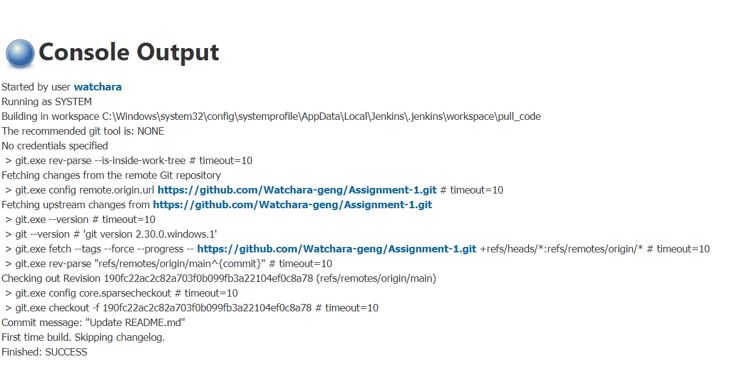 Console Output
Started by user watchara
Running as SYSTEM
Building in workspace C:\Windows\system32\config\systemprofile\AppData\Local\Jenkins\.jenkins\workspace\pull_code
The recommended git tool is: NONE
No credentials specified
> git.exe rev-parse --is-inside-work-tree # timeout=10
Fetching changes from the remote Git repository
> git.exe config remote.origin.url https://github.com/Watchara-geng/Assignment-1.git # timeout=10
Fetching upstream changes from https://github.com/Watchara-geng/Assignment-1.git
> git.exe --version # timeout=10
> git --version # 'git version 2.30.0.windows.1'
> git.exe fetch --tags --force --progress -- https://github.com/Watchara-geng/Assignment-1.git +refs/heads/*:refs/remotes/origin/* # timeout=10
> git.exe rev-parse "refs/remotes/origin/main^{commit}" # timeout=10
Checking out Revision 190fc22ac2c82a703f0b099fb3a22104ef0c8a78 (refs/remotes/origin/main)
> git.exe config core.sparsecheckout # timeout=10
> git.exe checkout -f 190fc22ac2c82a703f0b099fb3a22104ef0c8a78 # timeout=10
Commit message: "Update README.md"
First time build. Skipping changelog.
Finished: SUCCESS